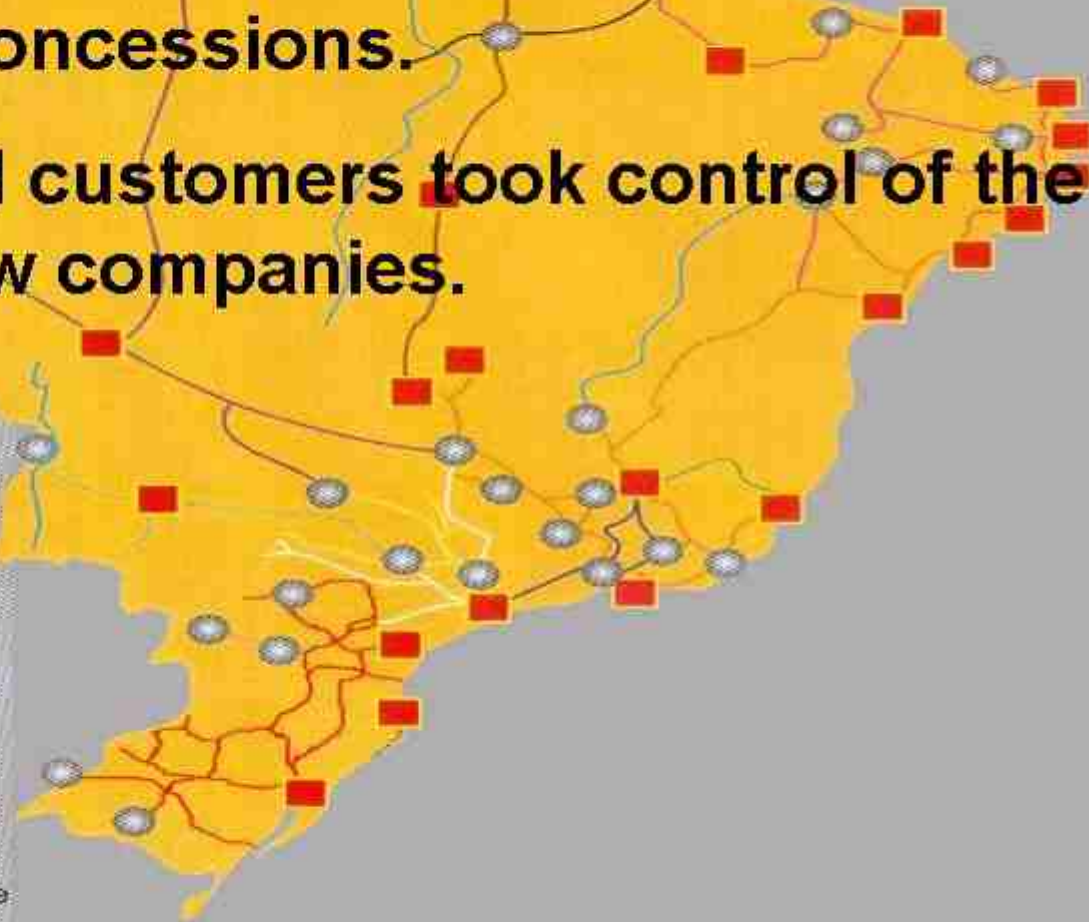 oncessions.
customers took control of the
w companies.